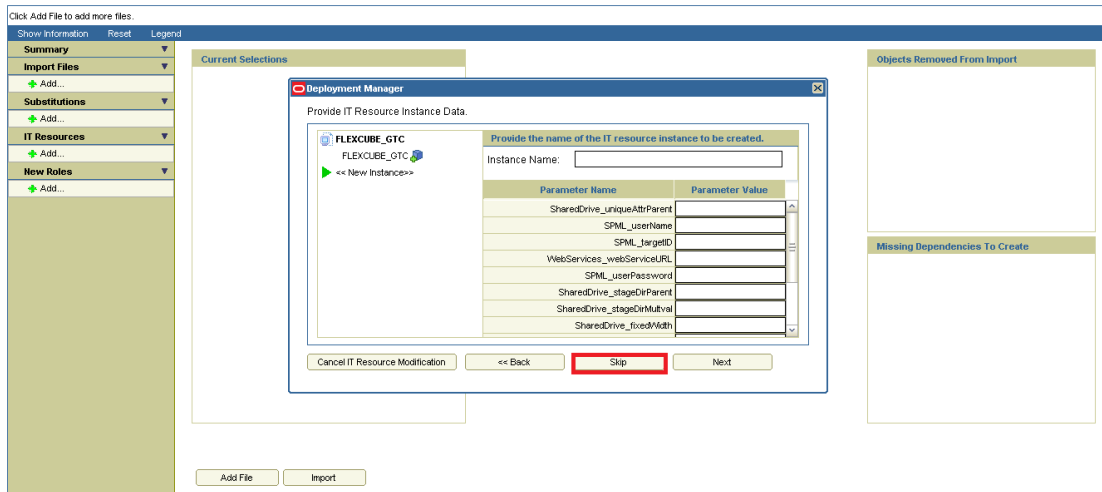 Click Add File to add more files.
Show Information Reset Legend
Summary
Import Files
Add...
Substitutions
Add...
IT Resources
Add...
New Roles
Add...
Current Selections
Objects Removed From Import
Missing Dependencies To Create
Deployment Manager
Provide IT Resource Instance Data.
FLEXCUBE_GTC
FLEXCUBE_GTC
<< New Instance>>
Provide the name of the IT resource instance to be created.
Instance Name:
Parameter Name Parameter Value
SharedDrive_uniqueAttrParent
SPML_userName
SPML_targetID
WebServices_webServiceURL
SPML_userPassword
SharedDrive_stageDirParent
SharedDrive_stageDirMultval
SharedDrive_fixedWidth
Cancel IT Resource Modification << Back Skip Next
Add File Import